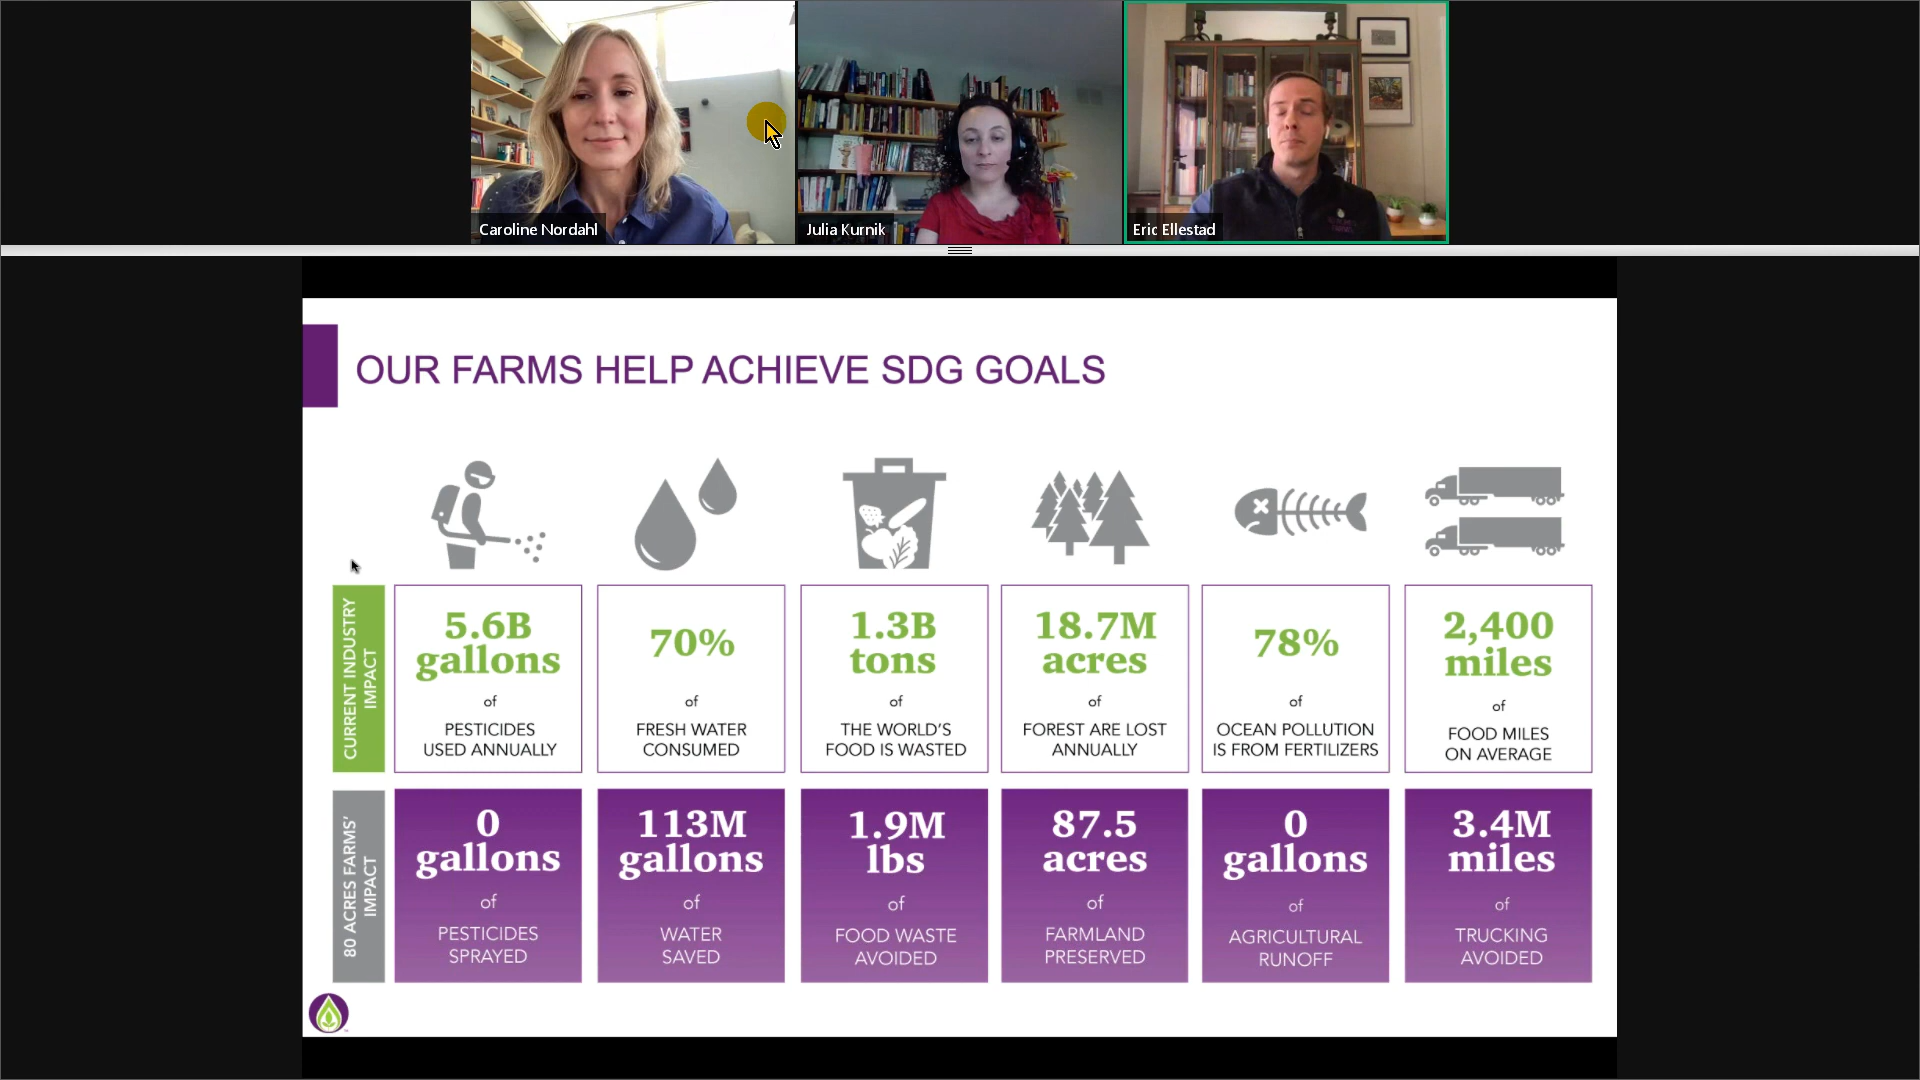 Caroline Nordahl
Julia Kurnik
Eric Ellestad
OUR FARMS HELP ACHIEVE SDG GOALS
CURRENT INDUSTRY
IMPACT
5.6B
gallons
of
PESTICIDES
USED ANNUALLY
70%
of
FRESH WATER
CONSUMED
1.3B
tons
of
THE WORLD'S
FOOD IS WASTED
18.7M
acres
of
FOREST ARE LOST
ANNUALLY
78%
of
OCEAN POLLUTION
IS FROM FERTILIZERS
2,400
miles
of
FOOD MILES
ON AVERAGE
80 ACRES FARMS'
IMPACT
0
gallons
of
PESTICIDES
SPRAYED
113M
gallons
of
WATER
SAVED
1.9M
lbs
of
FOOD WASTE
AVOIDED
87.5
acres
of
FARMLAND
PRESERVED
0
gallons
of
AGRICULTURAL
RUNOFF
3.4M
miles
of
TRUCKING
AVOIDED